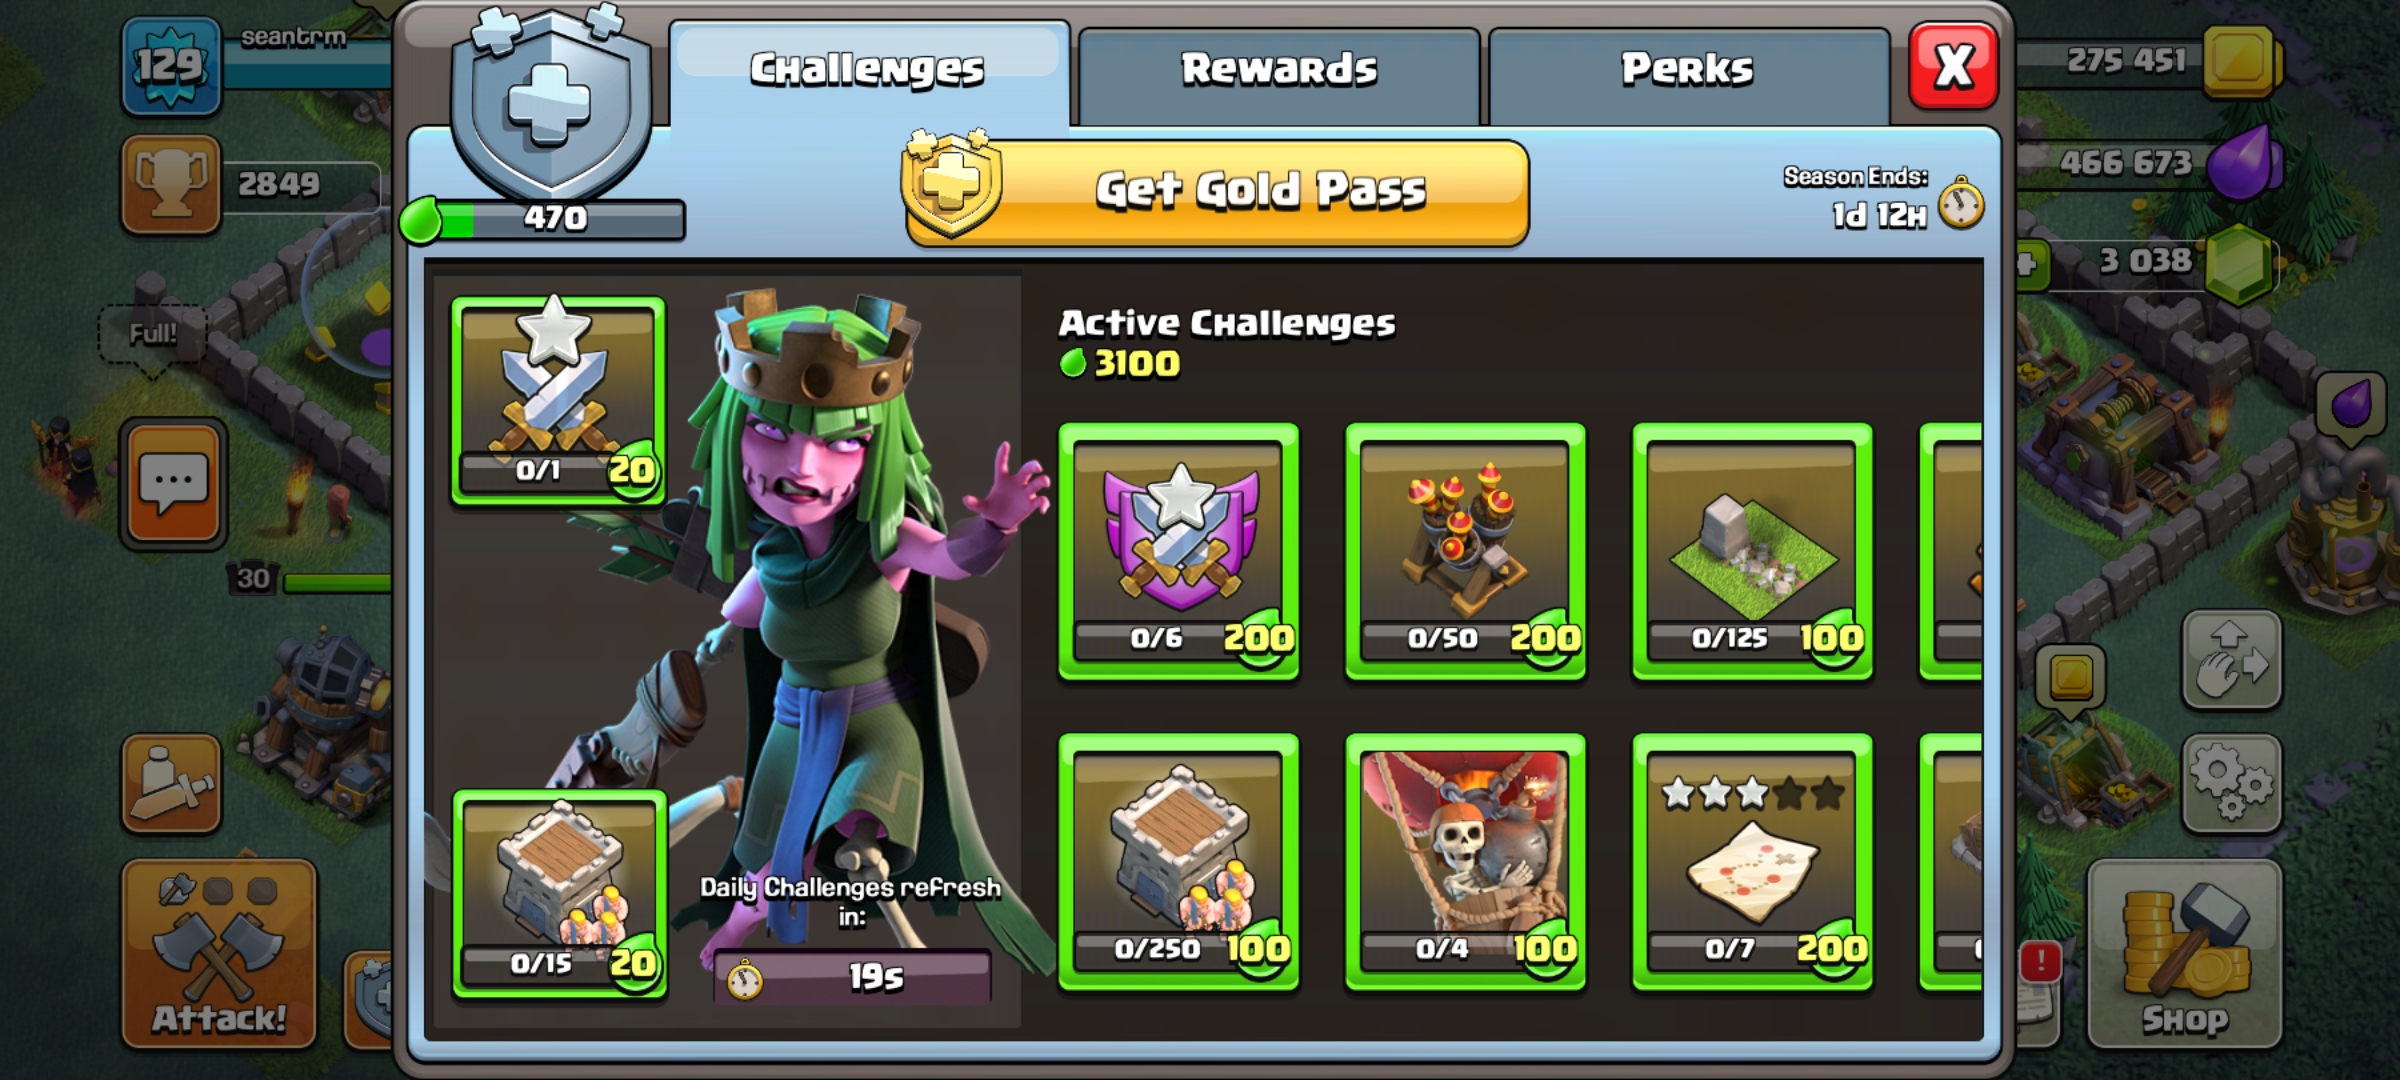 129
seantrm
Challenges
Rewards
Perks
X
275 451
2849
470
Get Gold Pass
Season Ends:
1d 12H
466 673
3 038
Full!
Active Challenges
3100
0/1
20
30
0/6
200
0/50
200
0/125
100
Daily Challenges refresh
in:
19s
0/15
20
0/250
100
0/4
100
0/7
200
!
Attack!
Shop